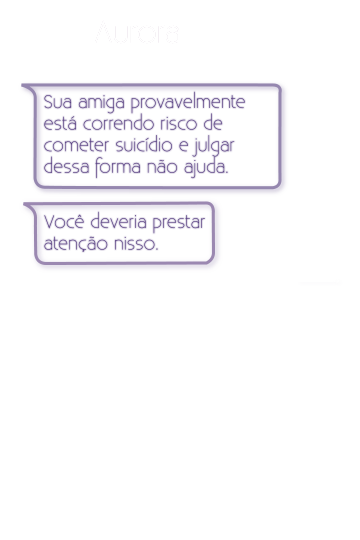 Aurora
Sua amiga provavelmente
está correndo risco de
cometer suicídio e julgar
dessa forma não ajuda.
Você deveria prestar
atenção nisso.